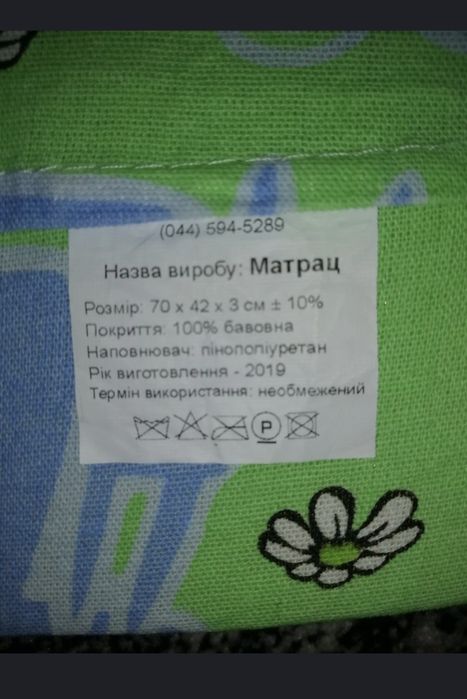 (044) 594-5289
Назва виробу: Матрац
Розмір: 70 х 42 х 3 см ± 10%
Покриття: 100% бавовна
Наповнювач: пінополіуретан
Рік виготовлення - 2019
Термін використання: необмежений
P